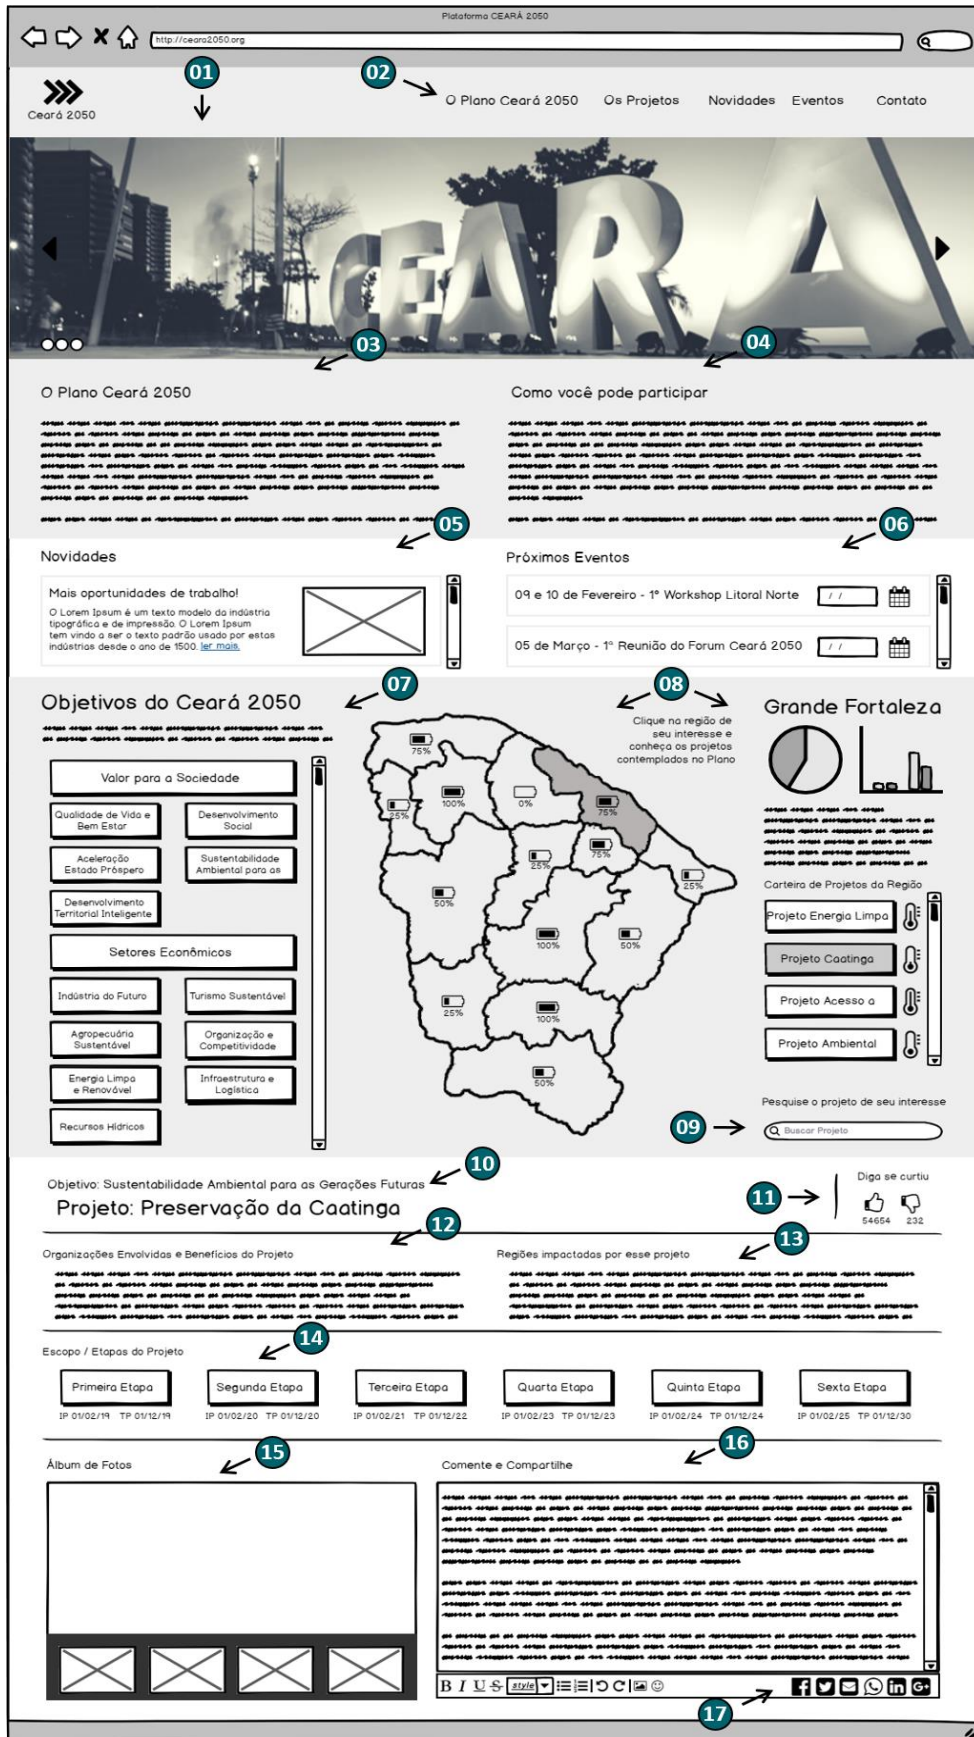 Plataforma CEARÁ 2050
http://ceara2050.org
01
02
Ceará 2050
O Plano Ceará 2050 Os Projetos Novidades Eventos Contato
CEARA
03
04
O Plano Ceará 2050
Como você pode participar
05
06
Novidades
Mais oportunidades de trabalho!
O Lorem Ipsum é um texto modelo da indústria
tipográfica e de impressão. O Lorem Ipsum
tem vindo a ser o texto padrão usado por estas
indústrias desde o ano de 1500. ler mais.
Próximos Eventos
09 e 10 de Fevereiro - 1º Workshop Litoral Norte / /
05 de Março - 1ª Reunião do Forum Ceará 2050 / /
07
08
Objetivos do Ceará 2050
Valor para a Sociedade
Qualidade de Vida e
Bem Estar
Desenvolvimento
Social
Aceleração
Estado Próspero
Sustentabilidade
Ambiental para as
Desenvolvimento
Territorial Inteligente
Setores Econômicos
Indústria do Futuro
Turismo Sustentável
Agropecuária
Sustentável
Organização e
Competitividade
Energia Limpa
e Renovável
Infraestrutura e
Logística
Recursos Hídricos
Clique na região de
seu interesse e
conheça os projetos
contemplados no Plano
75%
100%
0%
25%
75%
75%
25%
25%
50%
100%
50%
25%
100%
50%
Grande Fortaleza
Carteira de Projetos da Região
Projeto Energia Limpa
Projeto Caatinga
Projeto Acesso a
Projeto Ambiental
Pesquise o projeto de seu interesse
09
Buscar Projeto
10
Objetivo: Sustentabilidade Ambiental para as Gerações Futuras
Projeto: Preservação da Caatinga
11
Diga se curtiu
54654 232
12
13
Organizações Envolvidas e Benefícios do Projeto
Regiões impactadas por esse projeto
14
Escopo / Etapas do Projeto
Primeira Etapa Segunda Etapa Terceira Etapa Quarta Etapa Quinta Etapa Sexta Etapa
IP 01/02/19 TP 01/12/19 IP 01/02/20 TP 01/12/20 IP 01/02/21 TP 01/12/22 IP 01/02/23 TP 01/12/23 IP 01/02/24 TP 01/12/24 IP 01/02/25 TP 01/12/30
15
16
Álbum de Fotos
Comente e Compartilhe
B I U S style
17